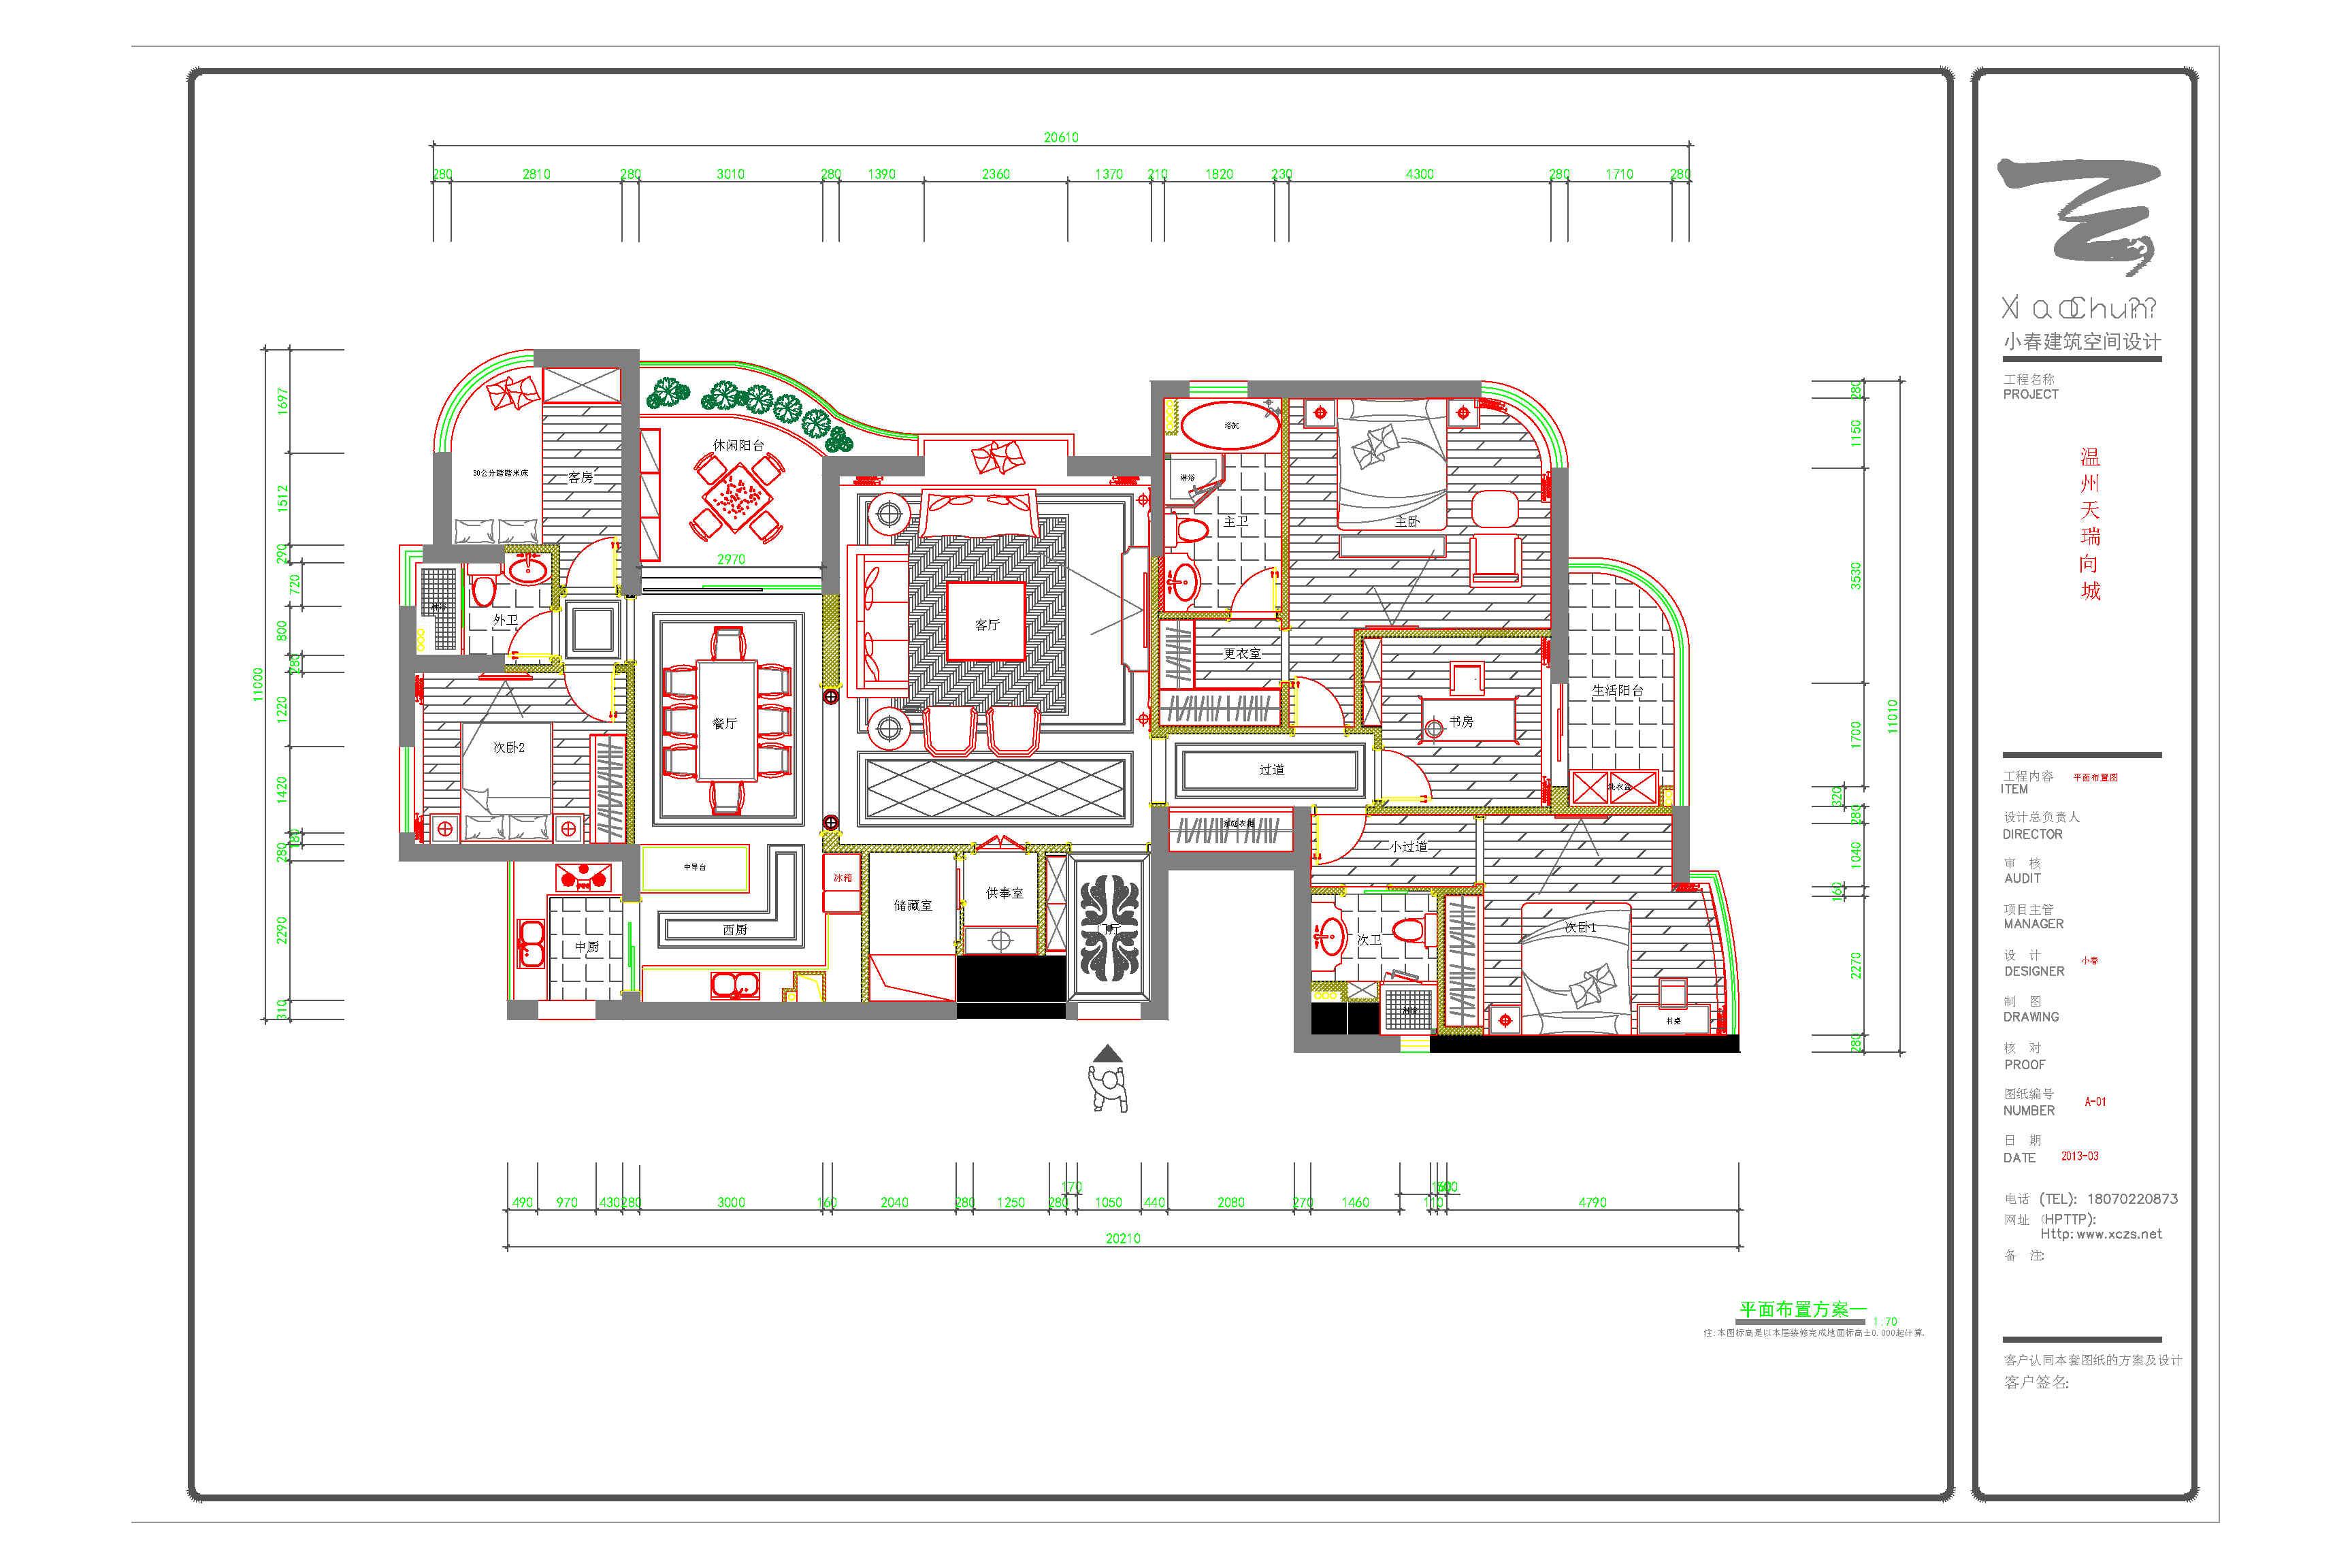 20610
280 2810 280 3010 280 1390 2360 1370 210 1820 230 4300 280 1710 280
11000
1697
1512
290
720
800
280
1220
1420
180
280
2290
310
休闲阳台
30公分踏踏米床
客房
2970
外卫
次卧2
餐厅
客厅
浴缸
淋浴
主卫
主卧
更衣室
书房
生活阳台
洗衣盆
过道
小过道
中导台
西厨
中厨
冰箱
储藏室
供奉室
门厅
次卫
次卧1
书桌
280
1150
3530
1700
320
280
1040
160
2270
280
11010
490 970 430 280 3000 160 2040 280 1250 280 170 1050 440 2080 270 1460 110 4790
20210
平面布置方案一
1.70
注:本图标高是以本层装修完成地面标高±0.000起计算.
XiaoChun??
小春建筑空间设计
工程名称
PROJECT
温州天瑞向城
工程内容 平面布置图
ITEM
设计总负责人
DIRECTOR
审 核
AUDIT
项目主管
MANAGER
设 计
DESIGNER 小春
制 图
DRAWING
核 对
PROOF
图纸编号
NUMBER A-01
日 期
DATE 2013-03
电话 (TEL): 18070220873
网址 (HPTTP):
Http: www.xczs.net
备 注:
客户认同本套图纸的方案及设计
客户签名: